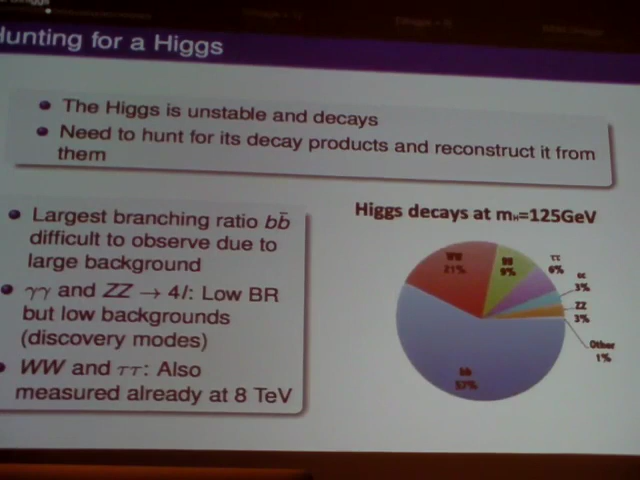 Hunting for a Higgs
The Higgs is unstable and decays
Need to hunt for its decay products and reconstruct it from
them
Largest branching ratio bb̄
difficult to observe due to
large background
γγ and ZZ → 4l: Low BR
but low backgrounds
(discovery modes)
WW and ττ: Also
measured already at 8 TeV
Higgs decays at mH=125GeV
WW
21%
gg
9%
ττ
6%
cc
3%
ZZ
3%
Other
1%
bb
57%